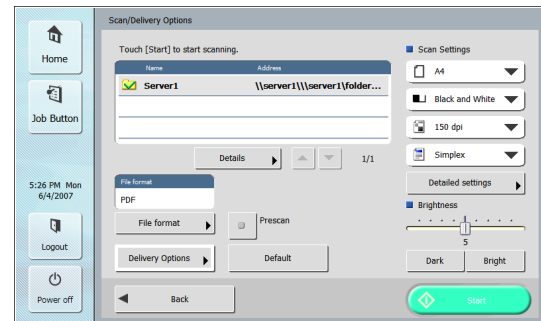 Scan/Delivery Options
Home
Job Button
5:26 PM Mon
6/4/2007
Logout
Power off
Touch [Start] to start scanning.
Name Address
Server1 \\server1\\\server1\folder...
Details 1/1
File format
PDF
File format
Prescan
Delivery Options
Default
Back
Scan Settings
A4
Black and White
150 dpi
Simplex
Detailed settings
Brightness
5
Dark Bright
Start